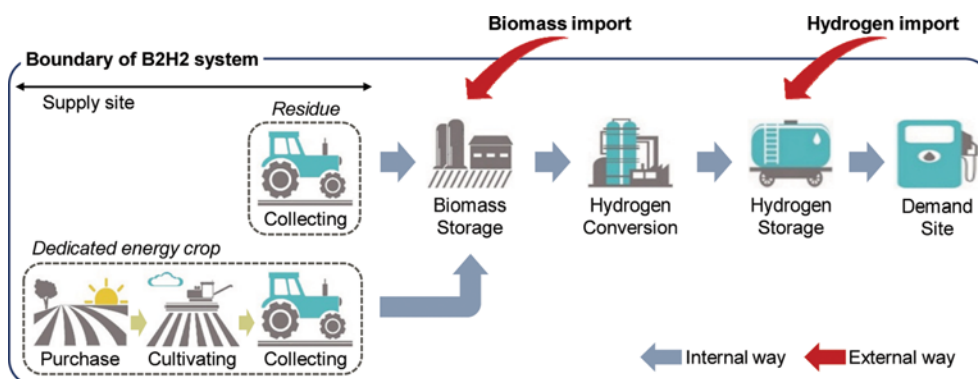 Biomass import
Hydrogen import
Boundary of B2H2 system
Supply site
Residue
Collecting
Biomass
Storage
Hydrogen
Conversion
Hydrogen
Storage
Demand
Site
Dedicated energy crop
Purchase
Cultivating
Collecting
Internal way
External way